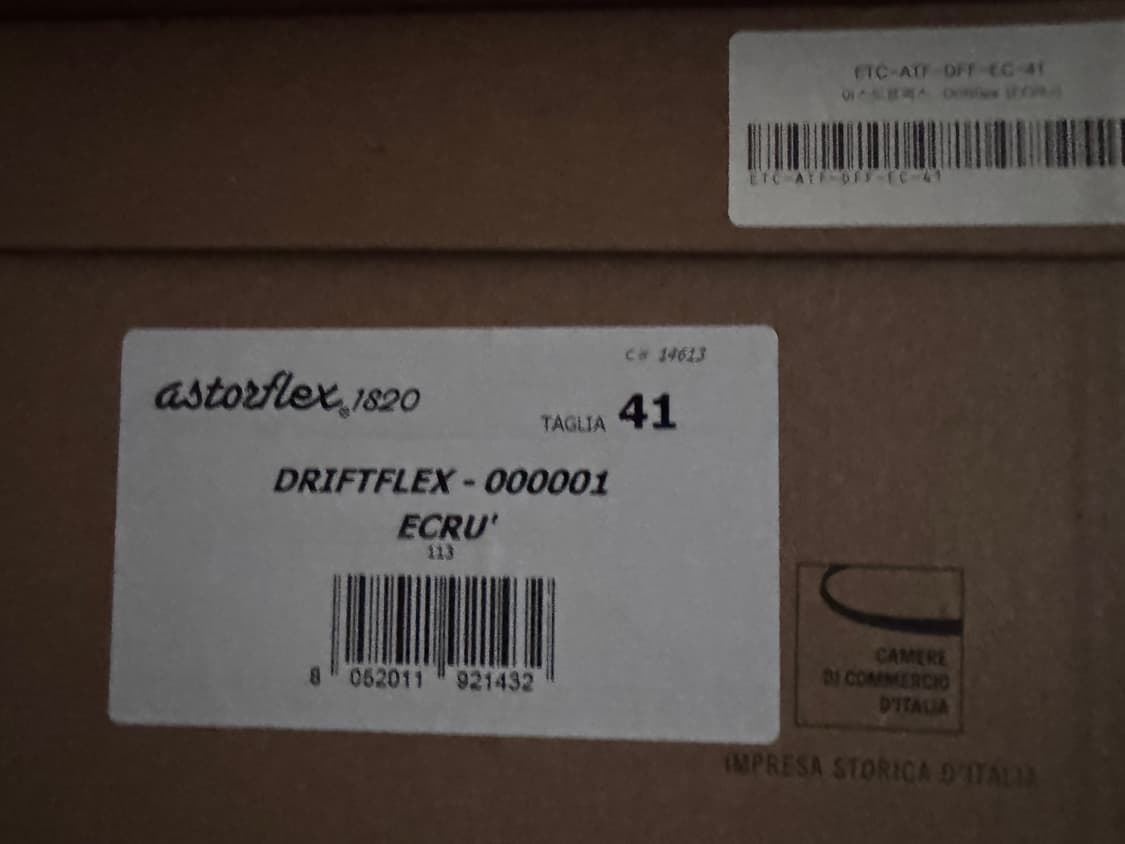 ETC-ATF-DFF-EC-41
ETC-ATF-DFF-EC-41
C# 14613
astorflex 1820
TAGLIA 41
DRIFTFLEX - 000001
ECRU'
113
8 052011 921432
CAMERE
DI COMMERCIO
D'ITALIA
IMPRESA STORICA D'ITALIA